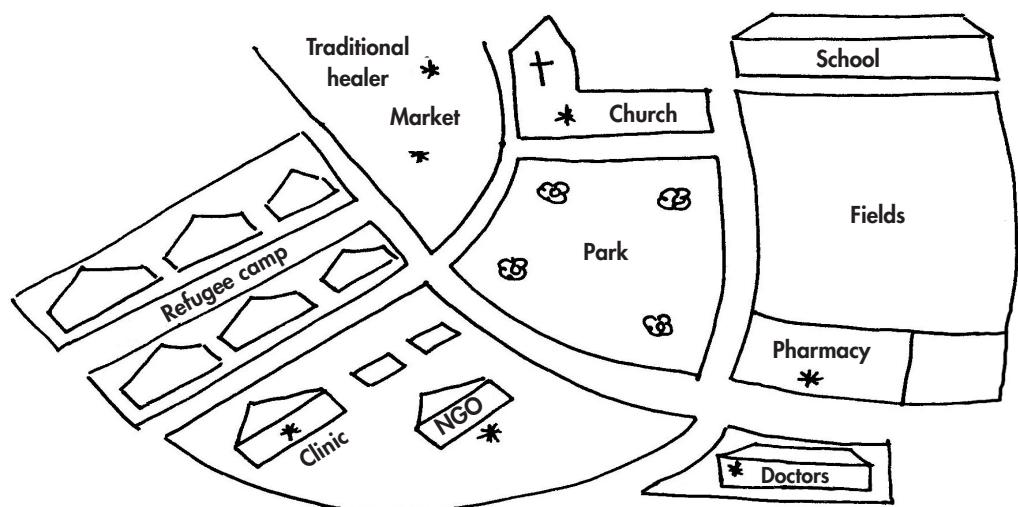 Traditional
healer
Market
Church
School
Fields
Park
Refugee camp
Pharmacy
Clinic
NGO
Doctors